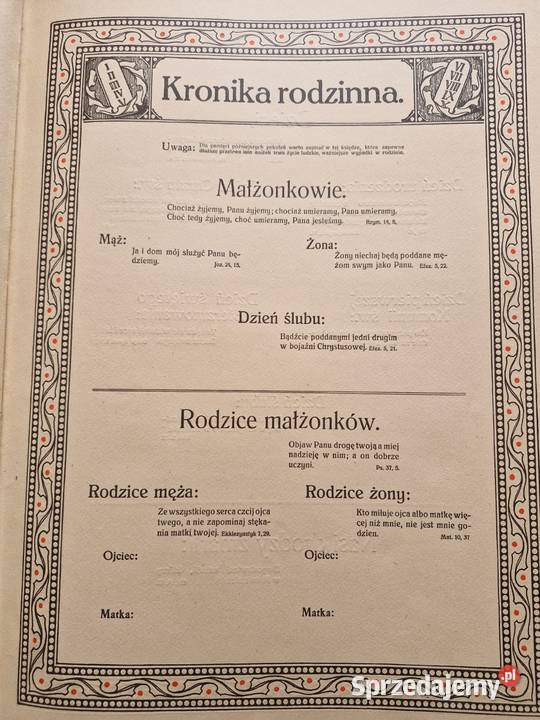 I
II
III
IV
V
Kronika rodzinna.
VI
VII
VIII
IX
X
Uwaga: Dla pamięci późniejszych pokoleń warto zapisać w tej księdze, która zapewne
dłużej przetrwa niż aniżeli trwa życie ludzkie, ważniejsze wypadki w rodzinie.
Małżonkowie.
Chociaż żyjemy, Panu żyjemy; chociaż umieramy, Panu umieramy.
Choć tedy żyjemy, choć umieramy, Pana jesteśmy. Rzym. 14, 8.
Mąż:
Ja i dom mój służyć Panu bę-
dziemy. Joz. 24, 15.
Żona:
Żony niechaj będą poddane mę-
żom swym jako Panu. Efez. 5, 22.
Dzień ślubu:
Bądźcie poddanymi jedni drugim
w bojaźni Chrystusowej. Efez. 5, 21.
Rodzice małżonków.
Objaw Panu drogę twoją a miej
nadzieję w nim; a on dobrze
uczyni. Ps. 37, 5.
Rodzice męża:
Ze wszystkiego serca czcij ojca
twego, a nie zapominaj stęka-
nia matki twojej. Ekklezyastyk 7, 29.
Rodzice żony:
Kto miłuje ojca albo matkę wię-
cej niż mnie, nie jest mnie go-
dzien. Mat. 10, 37
Ojciec:
Ojciec:
Matka:
Matka:
Sprzedajemy.pl